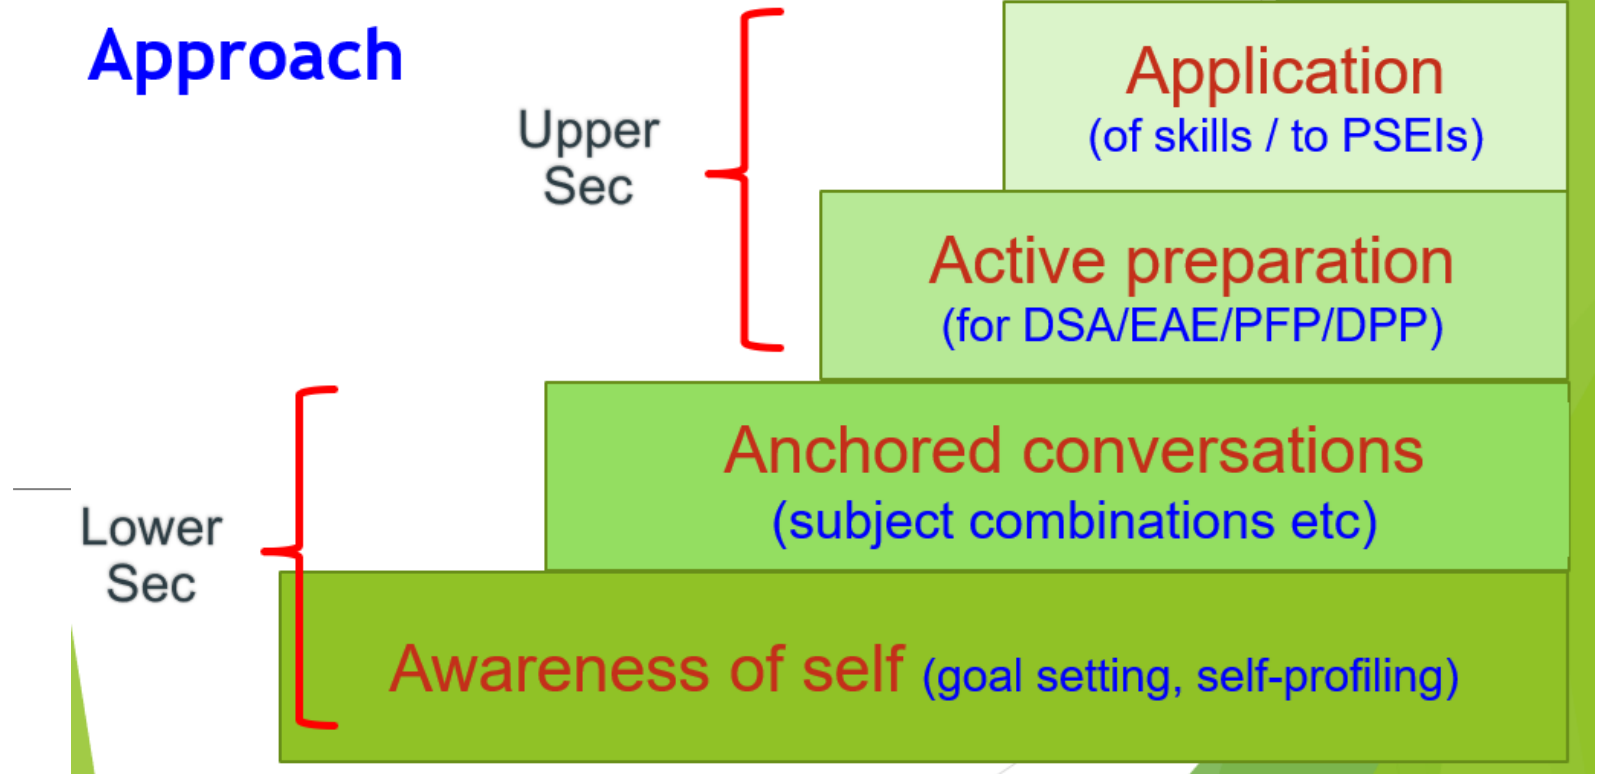 Approach
Upper
Sec
Application
(of skills / to PSEIs)
Active preparation
(for DSA/EAE/PFP/DPP)
Lower
Sec
Anchored conversations
(subject combinations etc)
Awareness of self (goal setting, self-profiling)